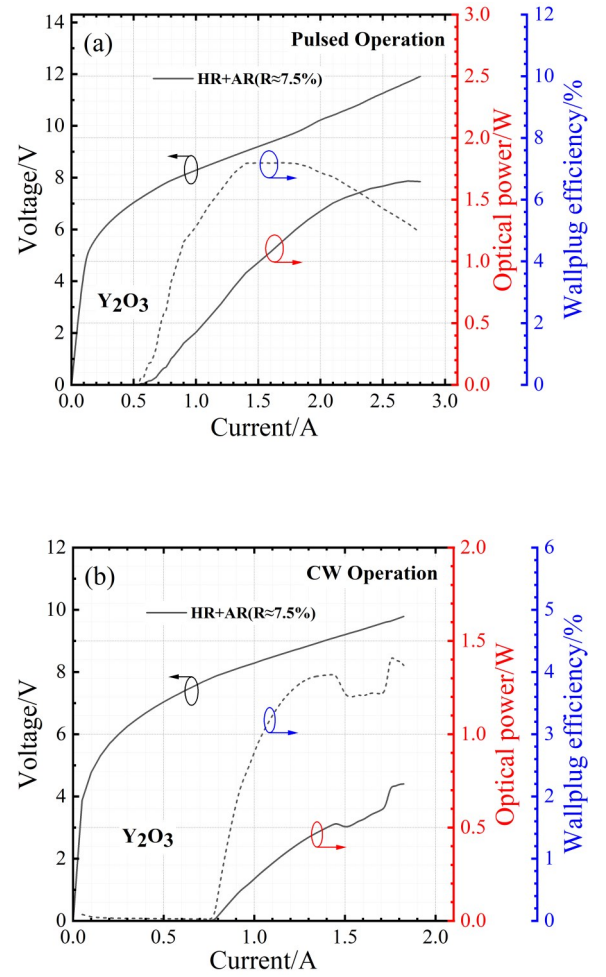 (a)
Pulsed Operation
HR+AR(R≈7.5%)
Y₂O₃
Voltage/V
14
12
10
8
6
4
2
0
0.0 0.5 1.0 1.5 2.0 2.5 3.0
Current/A
3.0
2.5
2.0
1.5
1.0
0.5
0.0
Optical power/W
12
10
8
6
4
2
0
Wallplug efficiency/%
(b)
CW Operation
HR+AR(R≈7.5%)
Y₂O₃
Voltage/V
12
10
8
6
4
2
0
0.0 0.5 1.0 1.5 2.0
Current/A
2.0
1.5
1.0
0.5
0.0
Optical power/W
6
5
4
3
2
1
0
Wallplug efficiency/%